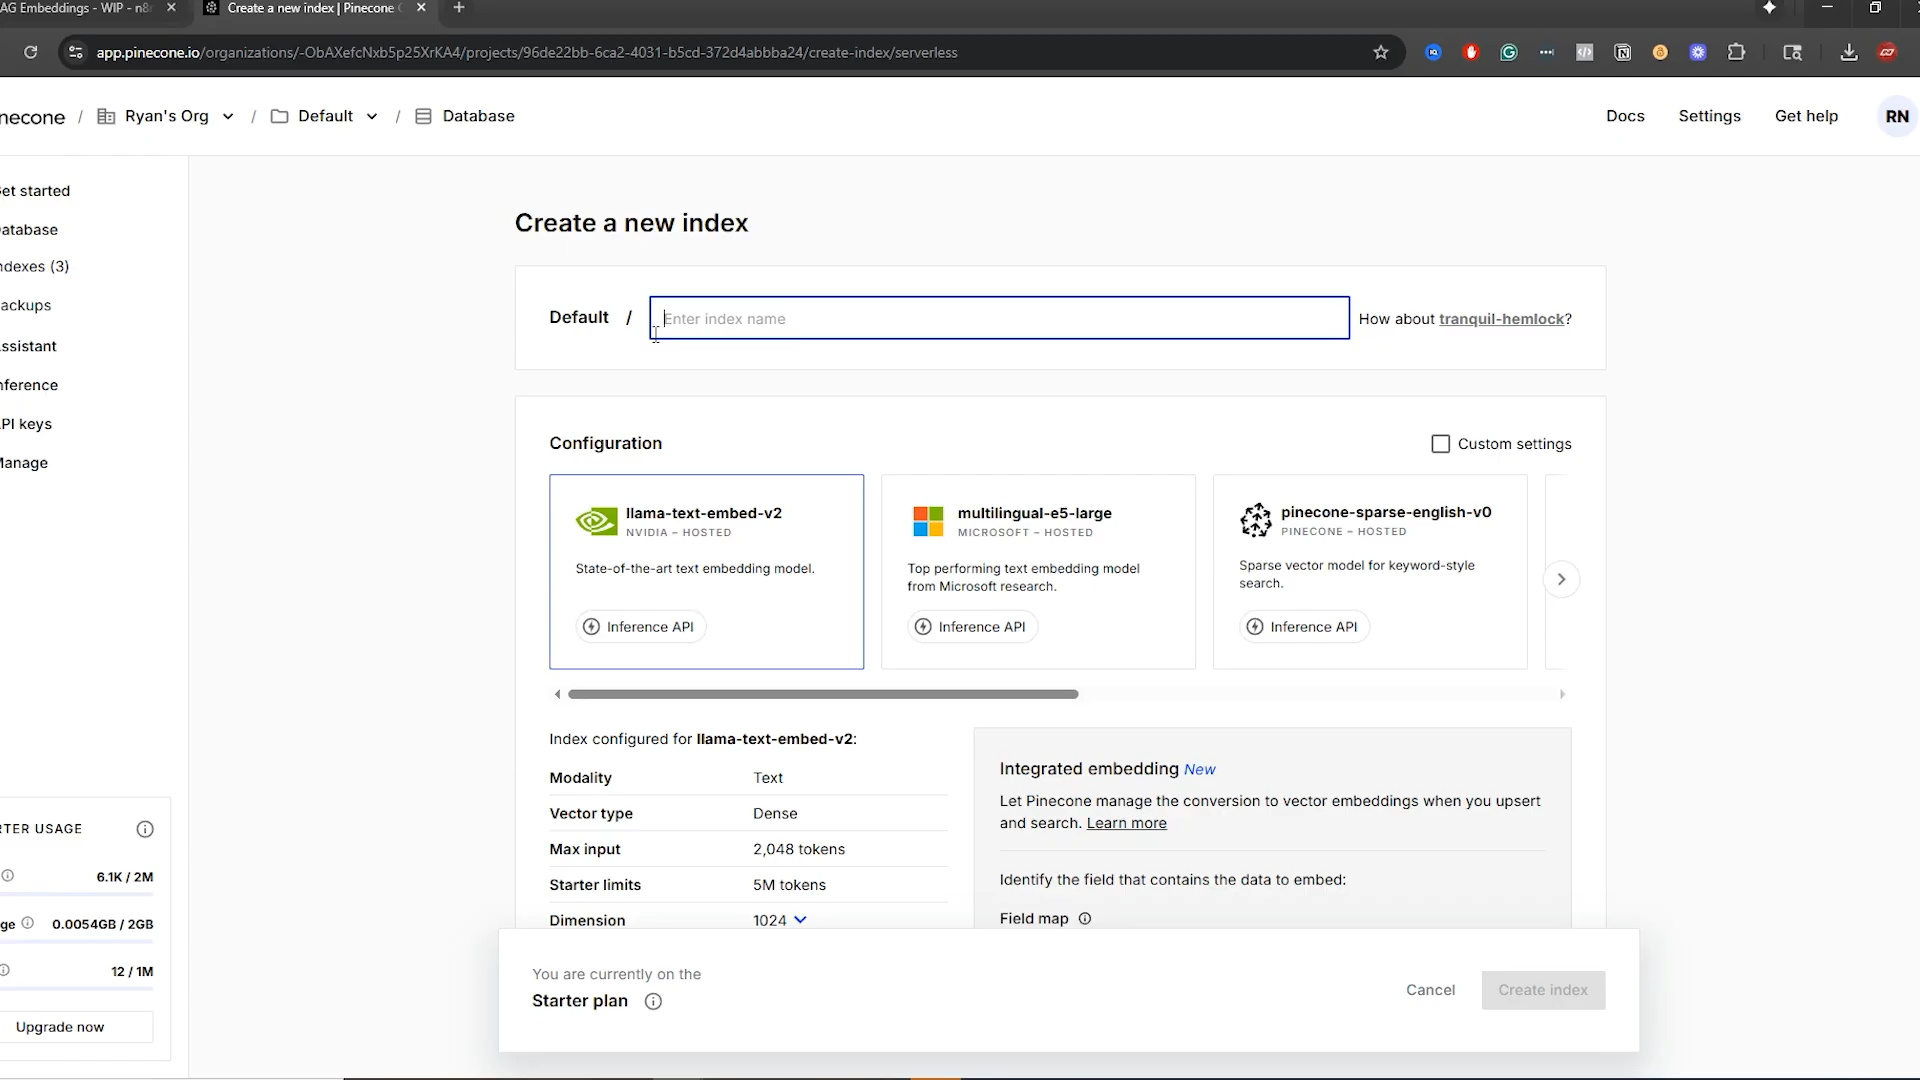 AG Embeddings - WIP - n8
Create a new index | Pinecone
app.pinecone.io/organizations/-ObAXefcNxb5p25XrKA4/projects/96de22bb-6ca2-4031-b5cd-372d4abbba24/create-index/serverless
necone / Ryan's Org / Default / Database
Docs
Settings
Get help
RN
et started
atabase
ndexes (3)
ackups
ssistant
nference
PI keys
Manage
RTER USAGE
6.1K / 2M
ge 0.0054GB / 2GB
12 / 1M
Upgrade now
Create a new index
Default / Enter index name How about tranquil-hemlock?
Configuration
Custom settings
llama-text-embed-v2
NVIDIA – HOSTED
State-of-the-art text embedding model.
Inference API
multilingual-e5-large
MICROSOFT – HOSTED
Top performing text embedding model
from Microsoft research.
Inference API
pinecone-sparse-english-v0
PINECONE – HOSTED
Sparse vector model for keyword-style
search.
Inference API
Index configured for llama-text-embed-v2:
Modality Text
Vector type Dense
Max input 2,048 tokens
Starter limits 5M tokens
Dimension 1024
Integrated embedding New
Let Pinecone manage the conversion to vector embeddings when you upsert
and search. Learn more
Identify the field that contains the data to embed:
Field map
You are currently on the
Starter plan
Cancel
Create index